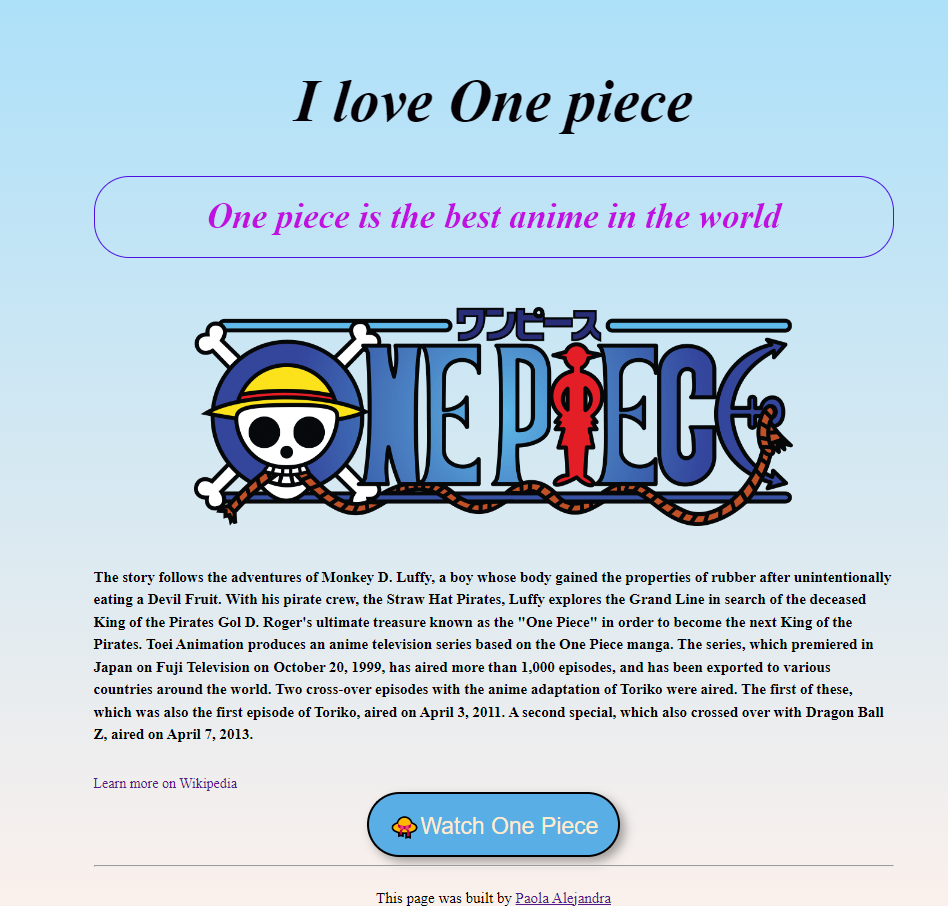 I love One piece
One piece is the best anime in the world
ワンピース
ONE PIECE
The story follows the adventures of Monkey D. Luffy, a boy whose body gained the properties of rubber after unintentionally
eating a Devil Fruit. With his pirate crew, the Straw Hat Pirates, Luffy explores the Grand Line in search of the deceased
King of the Pirates Gol D. Roger's ultimate treasure known as the "One Piece" in order to become the next King of the
Pirates. Toei Animation produces an anime television series based on the One Piece manga. The series, which premiered in
Japan on Fuji Television on October 20, 1999, has aired more than 1,000 episodes, and has been exported to various
countries around the world. Two cross-over episodes with the anime adaptation of Toriko were aired. The first of these,
which was also the first episode of Toriko, aired on April 3, 2011. A second special, which also crossed over with Dragon Ball
Z, aired on April 7, 2013.
Learn more on Wikipedia
Watch One Piece
This page was built by Paola Alejandra